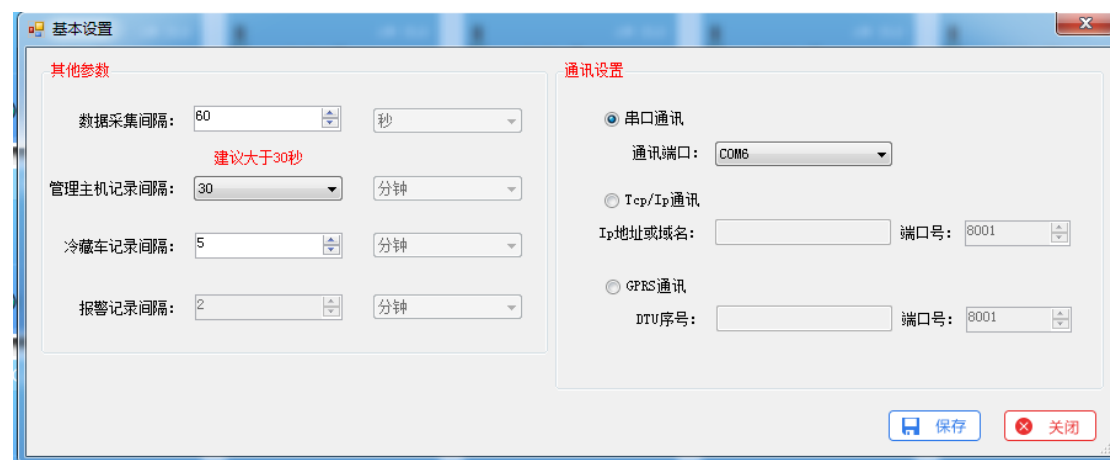 基本设置
其他参数
数据采集间隔： 60 秒
建议大于30秒
管理主机记录间隔： 30 分钟
冷藏车记录间隔： 5 分钟
报警记录间隔： 2 分钟
通讯设置
串口通讯
通讯端口： COM6
Tcp/Ip通讯
Ip地址或域名： 端口号： 8001
GPRS通讯
DTU序号： 端口号： 8001
保存 关闭